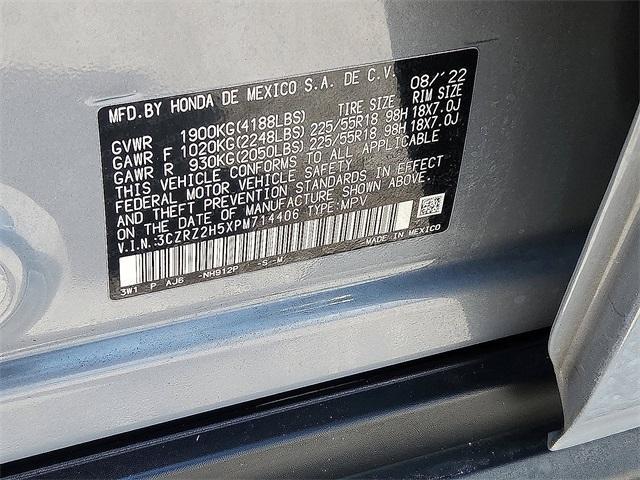 MFD.BY HONDA DE MEXICO S.A. DE C.V. 08/´22
TIRE SIZE RIM SIZE
GVWR 1900KG(4188LBS)
GAWR F 1020KG(2248LBS) 225/55R18 98H 18X7.0J
GAWR R 930KG(2050LBS) 225/55R18 98H 18X7.0J
THIS VEHICLE CONFORMS TO ALL APPLICABLE
FEDERAL MOTOR VEHICLE SAFETY
AND THEFT PREVENTION STANDARDS IN EFFECT
ON THE DATE OF MANUFACTURE SHOWN ABOVE.
V.I.N.:3CZRZ2H5XPM714406 TYPE:MPV
3W1 P AJ6 -NH912P -S -M- MADE IN MEXICO